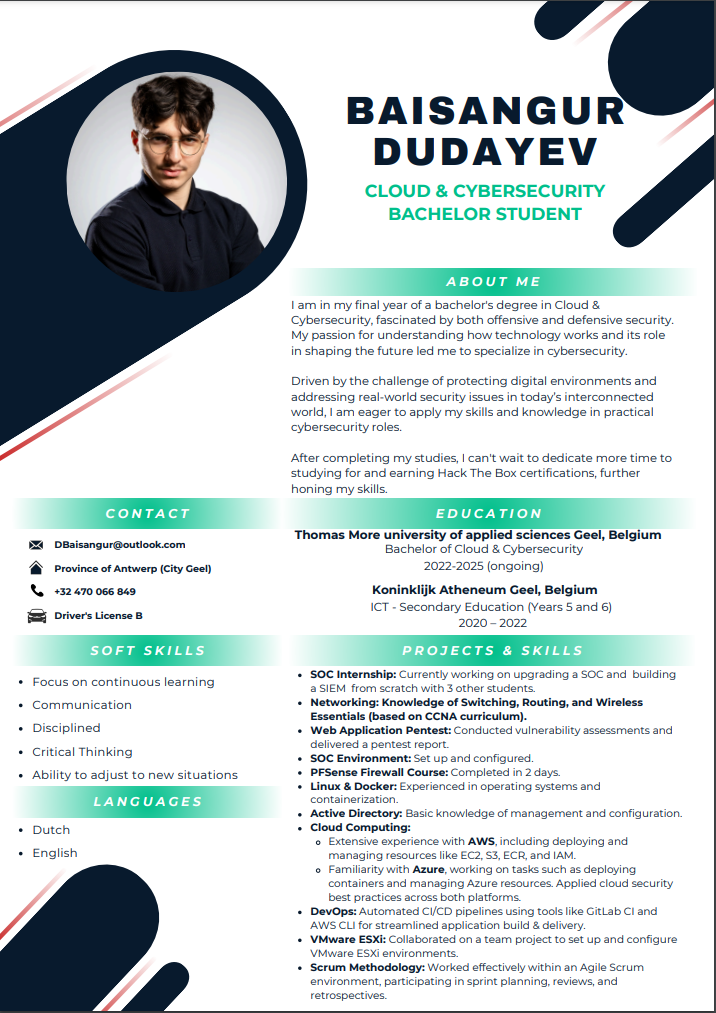 BAISANGUR
DUDAYEV
CLOUD & CYBERSECURITY
BACHELOR STUDENT
ABOUT ME
I am in my final year of a bachelor's degree in Cloud &
Cybersecurity, fascinated by both offensive and defensive security.
My passion for understanding how technology works and its role
in shaping the future led me to specialize in cybersecurity.
Driven by the challenge of protecting digital environments and
addressing real-world security issues in today's interconnected
world, I am eager to apply my skills and knowledge in practical
cybersecurity roles.
After completing my studies, I can't wait to dedicate more time to
studying for and earning Hack The Box certifications, further
honing my skills.
CONTACT
DBaisangur@outlook.com
Province of Antwerp (City Geel)
+32 470 066 849
Driver's License B
EDUCATION
Thomas More university of applied sciences Geel, Belgium
Bachelor of Cloud & Cybersecurity
2022-2025 (ongoing)
Koninklijk Atheneum Geel, Belgium
ICT - Secondary Education (Years 5 and 6)
2020 – 2022
SOFT SKILLS
• Focus on continuous learning
• Communication
• Disciplined
• Critical Thinking
• Ability to adjust to new situations
LANGUAGES
• Dutch
• English
PROJECTS & SKILLS
• SOC Internship: Currently working on upgrading a SOC and building
a SIEM from scratch with 3 other students.
• Networking: Knowledge of Switching, Routing, and Wireless
Essentials (based on CCNA curriculum).
• Web Application Pentest: Conducted vulnerability assessments and
delivered a pentest report.
• SOC Environment: Set up and configured.
• PFSense Firewall Course: Completed in 2 days.
• Linux & Docker: Experienced in operating systems and
containerization.
• Active Directory: Basic knowledge of management and configuration.
• Cloud Computing:
◦ Extensive experience with AWS, including deploying and
managing resources like EC2, S3, ECR, and IAM.
◦ Familiarity with Azure, working on tasks such as deploying
containers and managing Azure resources. Applied cloud security
best practices across both platforms.
• DevOps: Automated CI/CD pipelines using tools like GitLab CI and
AWS CLI for streamlined application build & delivery.
• VMware ESXi: Collaborated on a team project to set up and configure
VMware ESXi environments.
• Scrum Methodology: Worked effectively within an Agile Scrum
environment, participating in sprint planning, reviews, and
retrospectives.